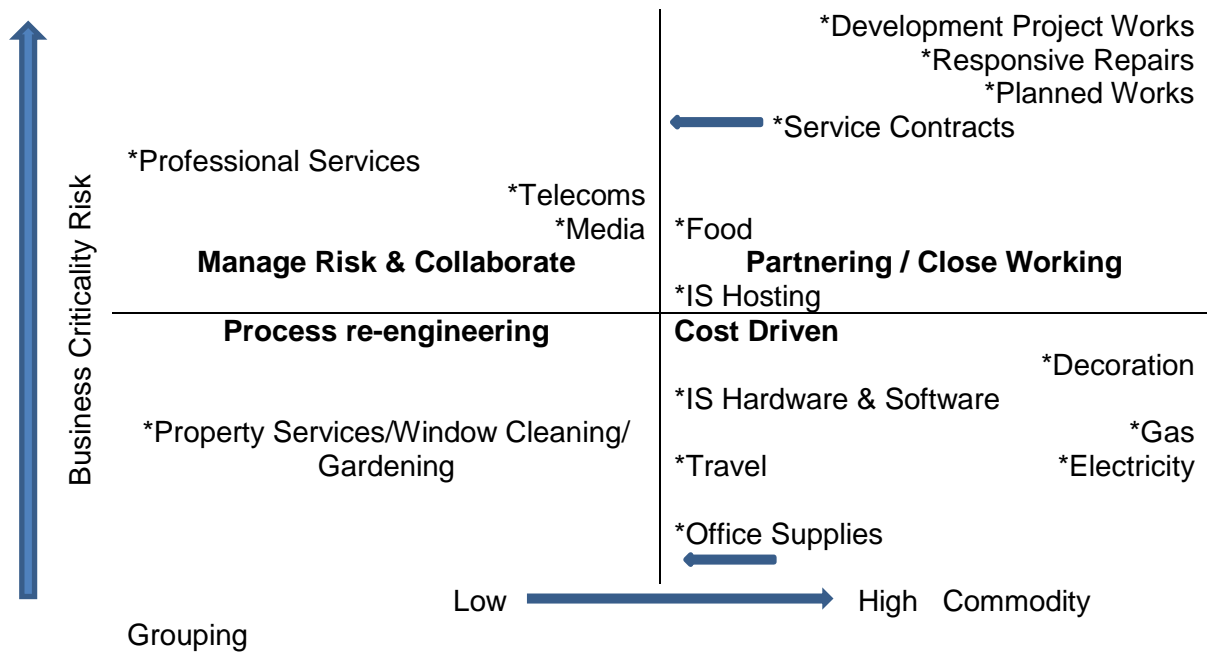 *Development Project Works
*Responsive Repairs
*Planned Works
*Service Contracts
*Professional Services
*Telecoms
*Media
*Food
Manage Risk & Collaborate
Partnering / Close Working
*IS Hosting
Process re-engineering
Cost Driven
*Decoration
*IS Hardware & Software
*Property Services/Window Cleaning/
Gardening
*Gas
*Travel
*Electricity
*Office Supplies
Business Criticality Risk
Low
High Commodity
Grouping